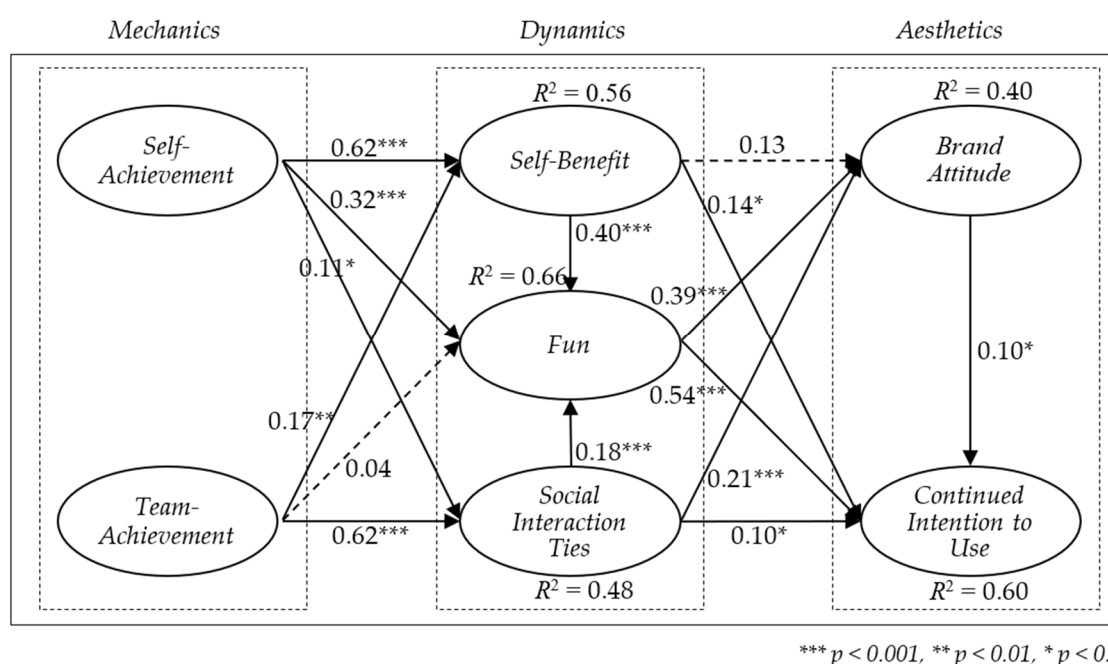 Mechanics
Dynamics
Aesthetics
R² = 0.56
R² = 0.40
Self-
Achievement
0.62***
Self-Benefit
0.13
Brand
Attitude
0.32***
0.14*
0.40***
0.11*
R² = 0.66
0.39***
Fun
0.10*
0.54***
0.17**
0.04
0.18***
0.21***
Team-
Achievement
0.62***
Social
Interaction
Ties
0.10*
Continued
Intention to
Use
R² = 0.48
R² = 0.60
*** p < 0.001, ** p < 0.01, * p < 0.